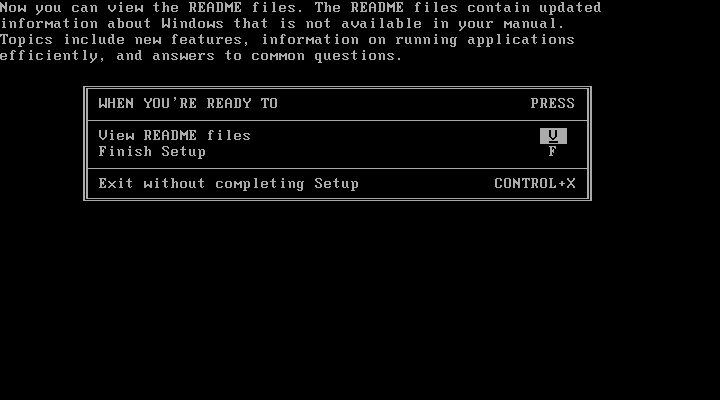 Now you can view the README files. The README files contain updated
information about Windows that is not available in your manual.
Topics include new features, information on running applications
efficiently, and answers to common questions.
WHEN YOU'RE READY TO PRESS
View README files V
Finish Setup F
Exit without completing Setup CONTROL+X